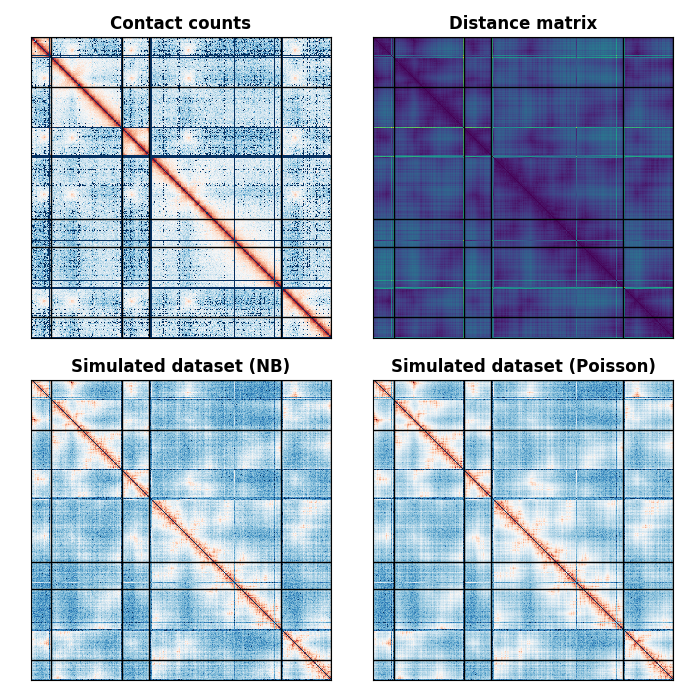 Contact counts
Distance matrix
Simulated dataset (NB)
Simulated dataset (Poisson)